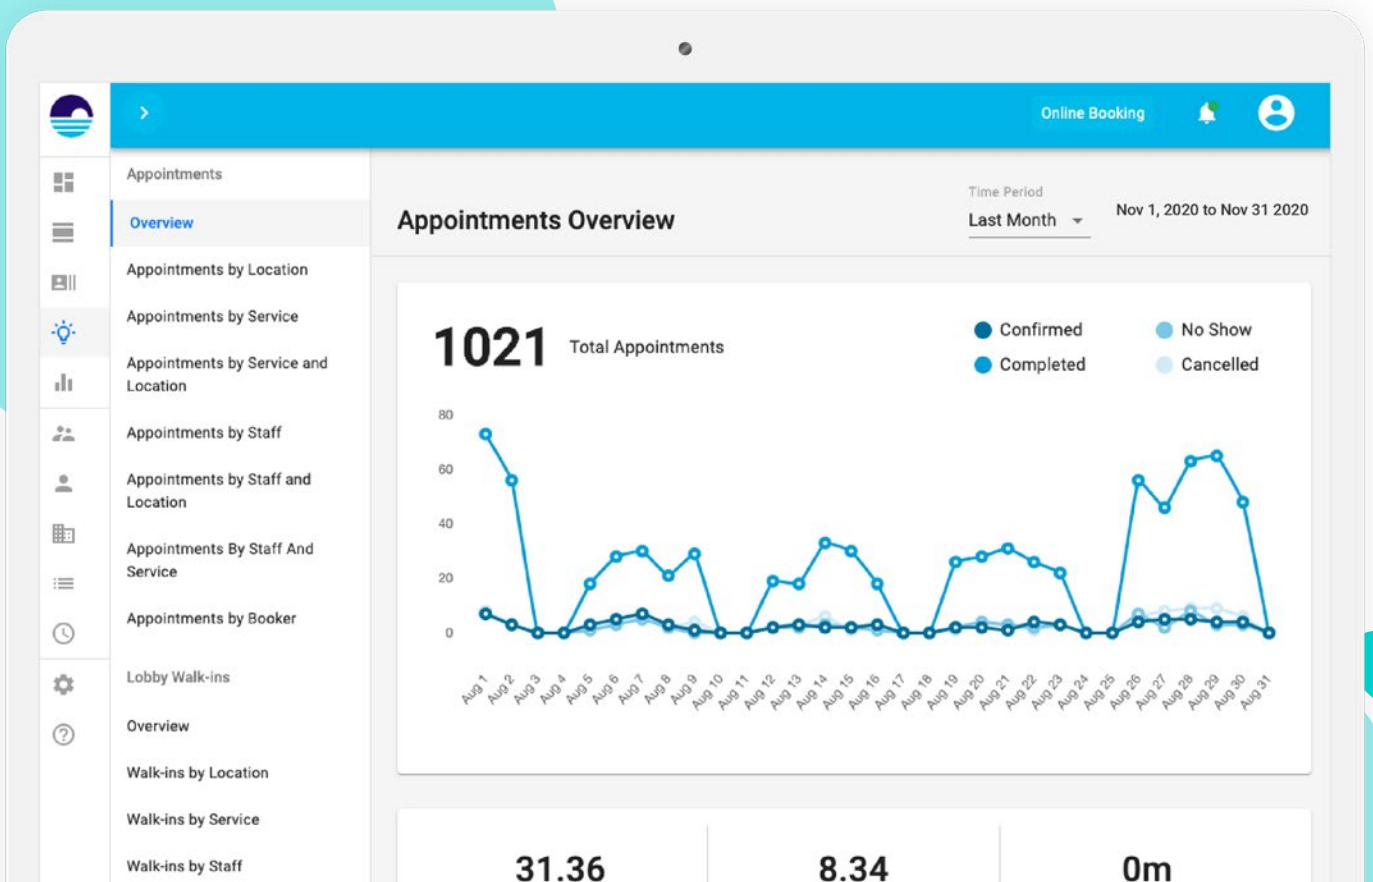 Online Booking
Appointments
Overview
Appointments by Location
Appointments by Service
Appointments by Service and
Location
Appointments by Staff
Appointments by Staff and
Location
Appointments By Staff And
Service
Appointments by Booker
Lobby Walk-ins
Overview
Walk-ins by Location
Walk-ins by Service
Walk-ins by Staff
Appointments Overview
Time Period
Last Month
Nov 1, 2020 to Nov 31 2020
1021 Total Appointments
Confirmed
No Show
Completed
Cancelled
80
60
40
20
0
Aug 1
Aug 2
Aug 3
Aug 4
Aug 5
Aug 6
Aug 7
Aug 8
Aug 9
Aug 10
Aug 11
Aug 12
Aug 13
Aug 14
Aug 15
Aug 16
Aug 17
Aug 18
Aug 19
Aug 20
Aug 21
Aug 22
Aug 23
Aug 24
Aug 25
Aug 26
Aug 27
Aug 28
Aug 29
Aug 30
Aug 31
31.36
8.34
0m